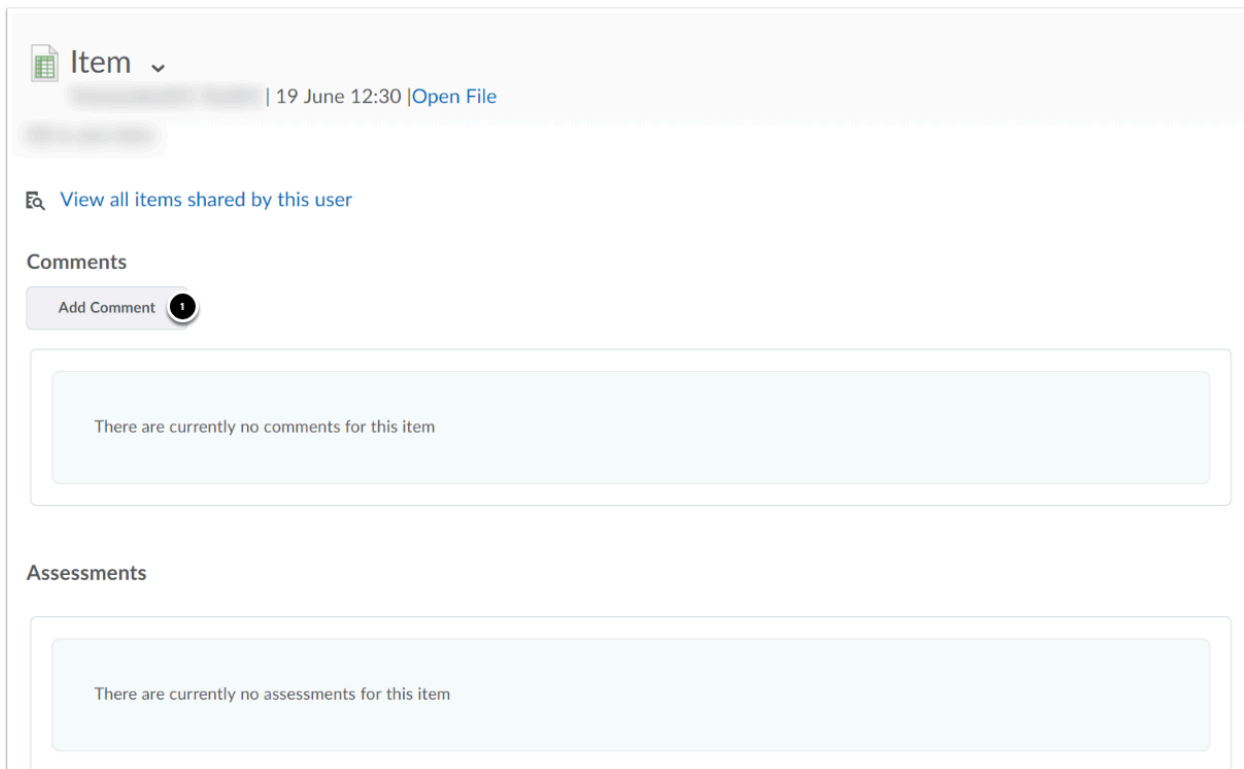 Item
| 19 June 12:30 |Open File
View all items shared by this user
Comments
Add Comment 1
There are currently no comments for this item
Assessments
There are currently no assessments for this item